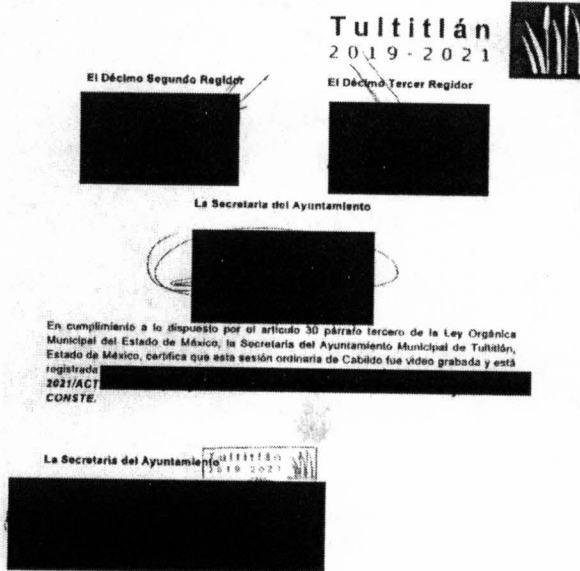 Tultitlán
2019-2021
El Décimo Segundo Regidor
El Décimo Tercer Regidor
La Secretaria del Ayuntamiento
En cumplimiento a lo dispuesto por el artículo 30 párrafo tercero de la Ley Orgánica
Municipal del Estado de México, la Secretaria del Ayuntamiento Municipal de Tultitlán,
Estado de México, certifica que esta sesión ordinaria de Cabildo fue video grabada y está
registrada
2021/ACT
CONSTE.
La Secretaria del Ayuntamiento
Tultitlán
2019 2021